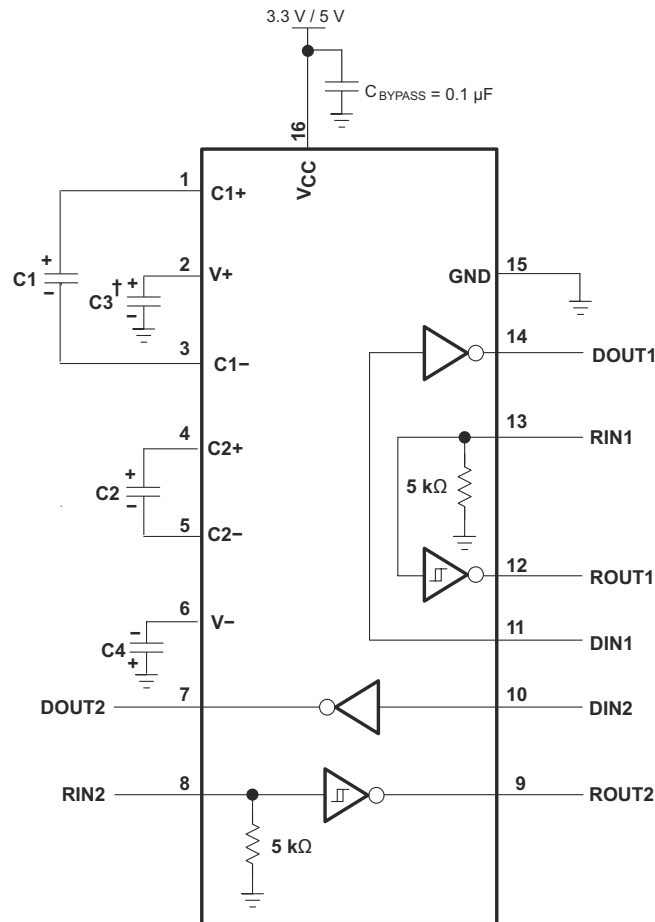 3.3 V / 5 V
C BYPASS = 0.1 µF
16
VCC
1
C1+
+
C1
−
2
V+
†
+
C3
−
3
C1−
4
C2+
+
C2
−
5
C2−
6
V−
−
C4
+
GND
15
14
DOUT1
13
RIN1
5 kΩ
12
ROUT1
11
DIN1
DOUT2
7
10
DIN2
RIN2
8
9
ROUT2
5 kΩ